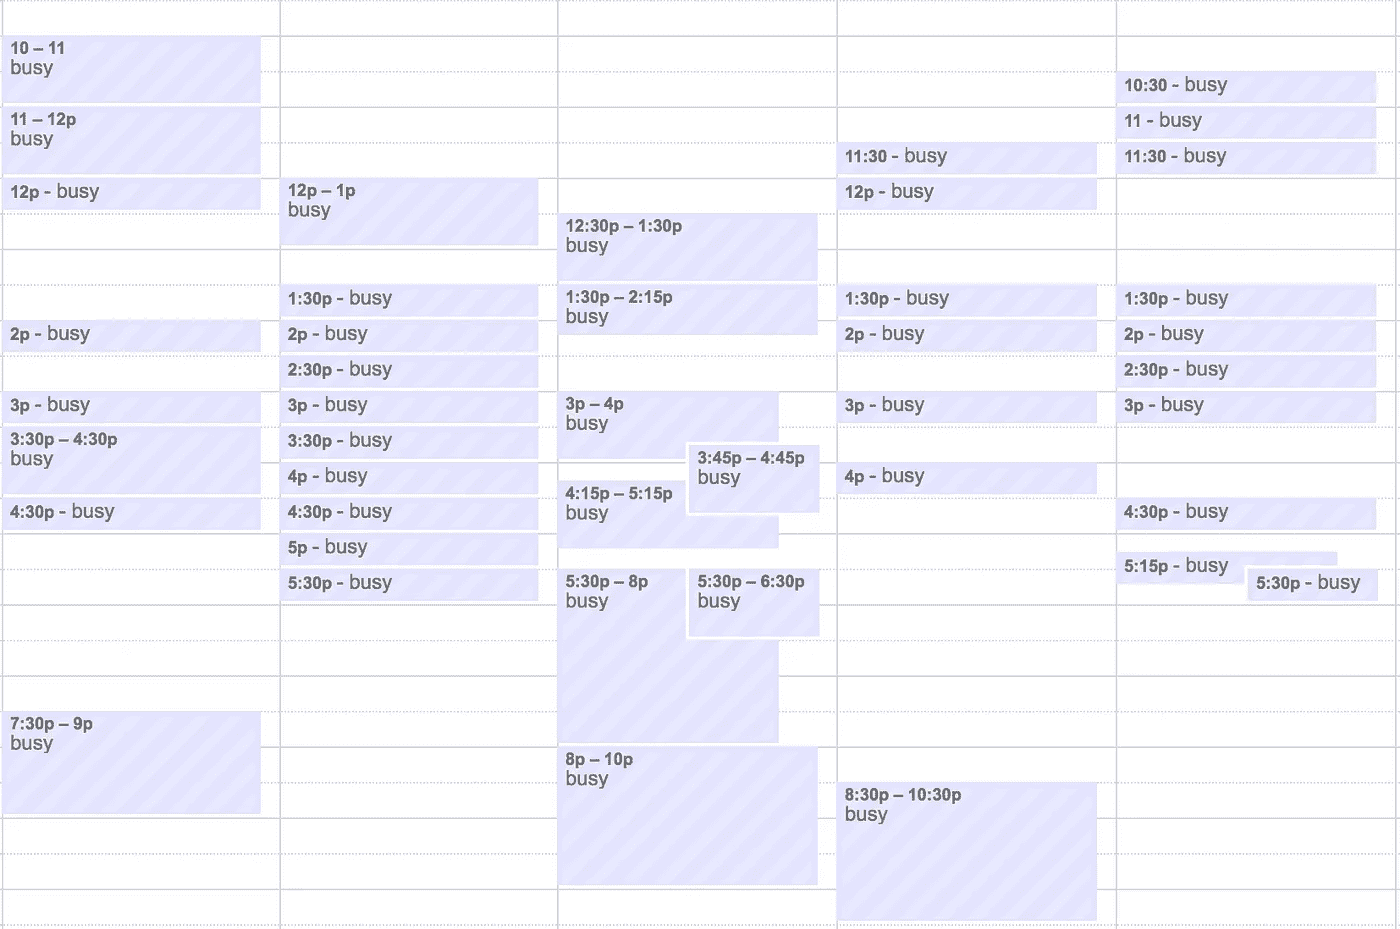 10 – 11
busy
11 – 12p
busy
12p - busy
2p - busy
3p - busy
3:30p – 4:30p
busy
4:30p - busy
7:30p – 9p
busy
12p – 1p
busy
1:30p - busy
2p - busy
2:30p - busy
3p - busy
3:30p - busy
4p - busy
4:30p - busy
5p - busy
5:30p - busy
12:30p – 1:30p
busy
1:30p – 2:15p
busy
3p – 4p
busy
3:45p – 4:45p
busy
4:15p – 5:15p
busy
5:30p – 8p
busy
5:30p – 6:30p
busy
8p – 10p
busy
11:30 - busy
12p - busy
1:30p - busy
2p - busy
3p - busy
4p - busy
8:30p – 10:30p
busy
10:30 - busy
11 - busy
11:30 - busy
1:30p - busy
2p - busy
2:30p - busy
3p - busy
4:30p - busy
5:15p - busy
5:30p - busy